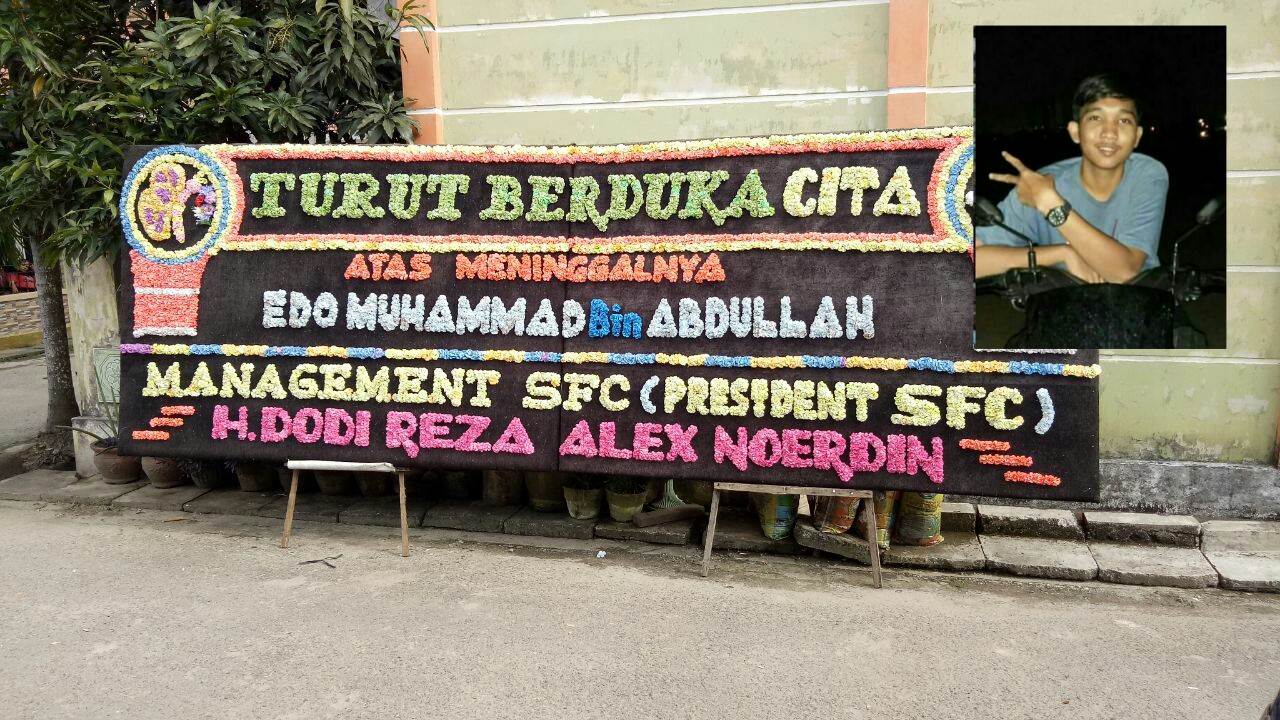 TURUT BERDUKA CITA
ATAS MENINGGALNYA
EDO MUHAMMAD Bin ABDULLAH
MANAGEMENT SFC (PRESIDENT SFC)
H. DODI REZA ALEX NOERDIN